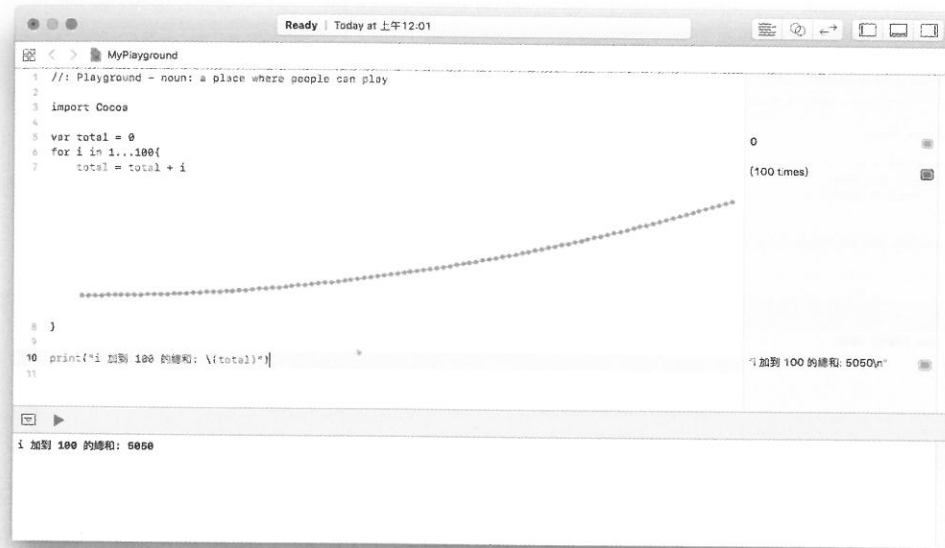 Ready | Today at 上午12:01
MyPlayground
1 //: Playground - noun: a place where people can play
2
3 import Cocoa
4
5 var total = 0
0
6 for i in 1...100{
7 total = total + i
(100 times)
8 }
9
10 print("i 加到 100 的總和: \(total)")
"i 加到 100 的總和: 5050\n"
11
i 加到 100 的總和: 5050